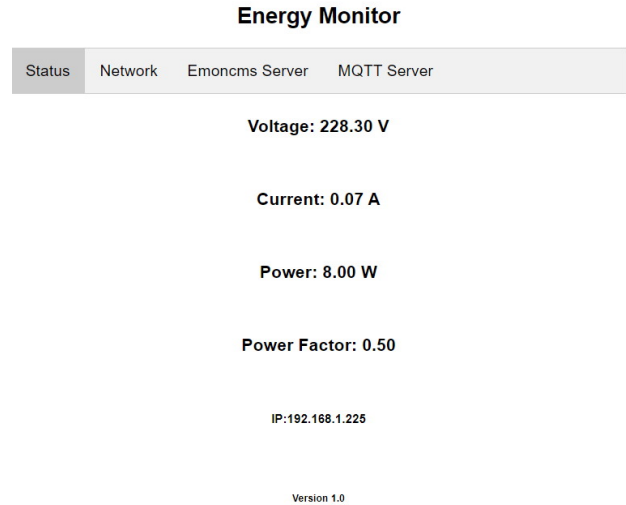 Energy Monitor
Status Network Emoncms Server MQTT Server
Voltage: 228.30 V
Current: 0.07 A
Power: 8.00 W
Power Factor: 0.50
IP:192.168.1.225
Version 1.0